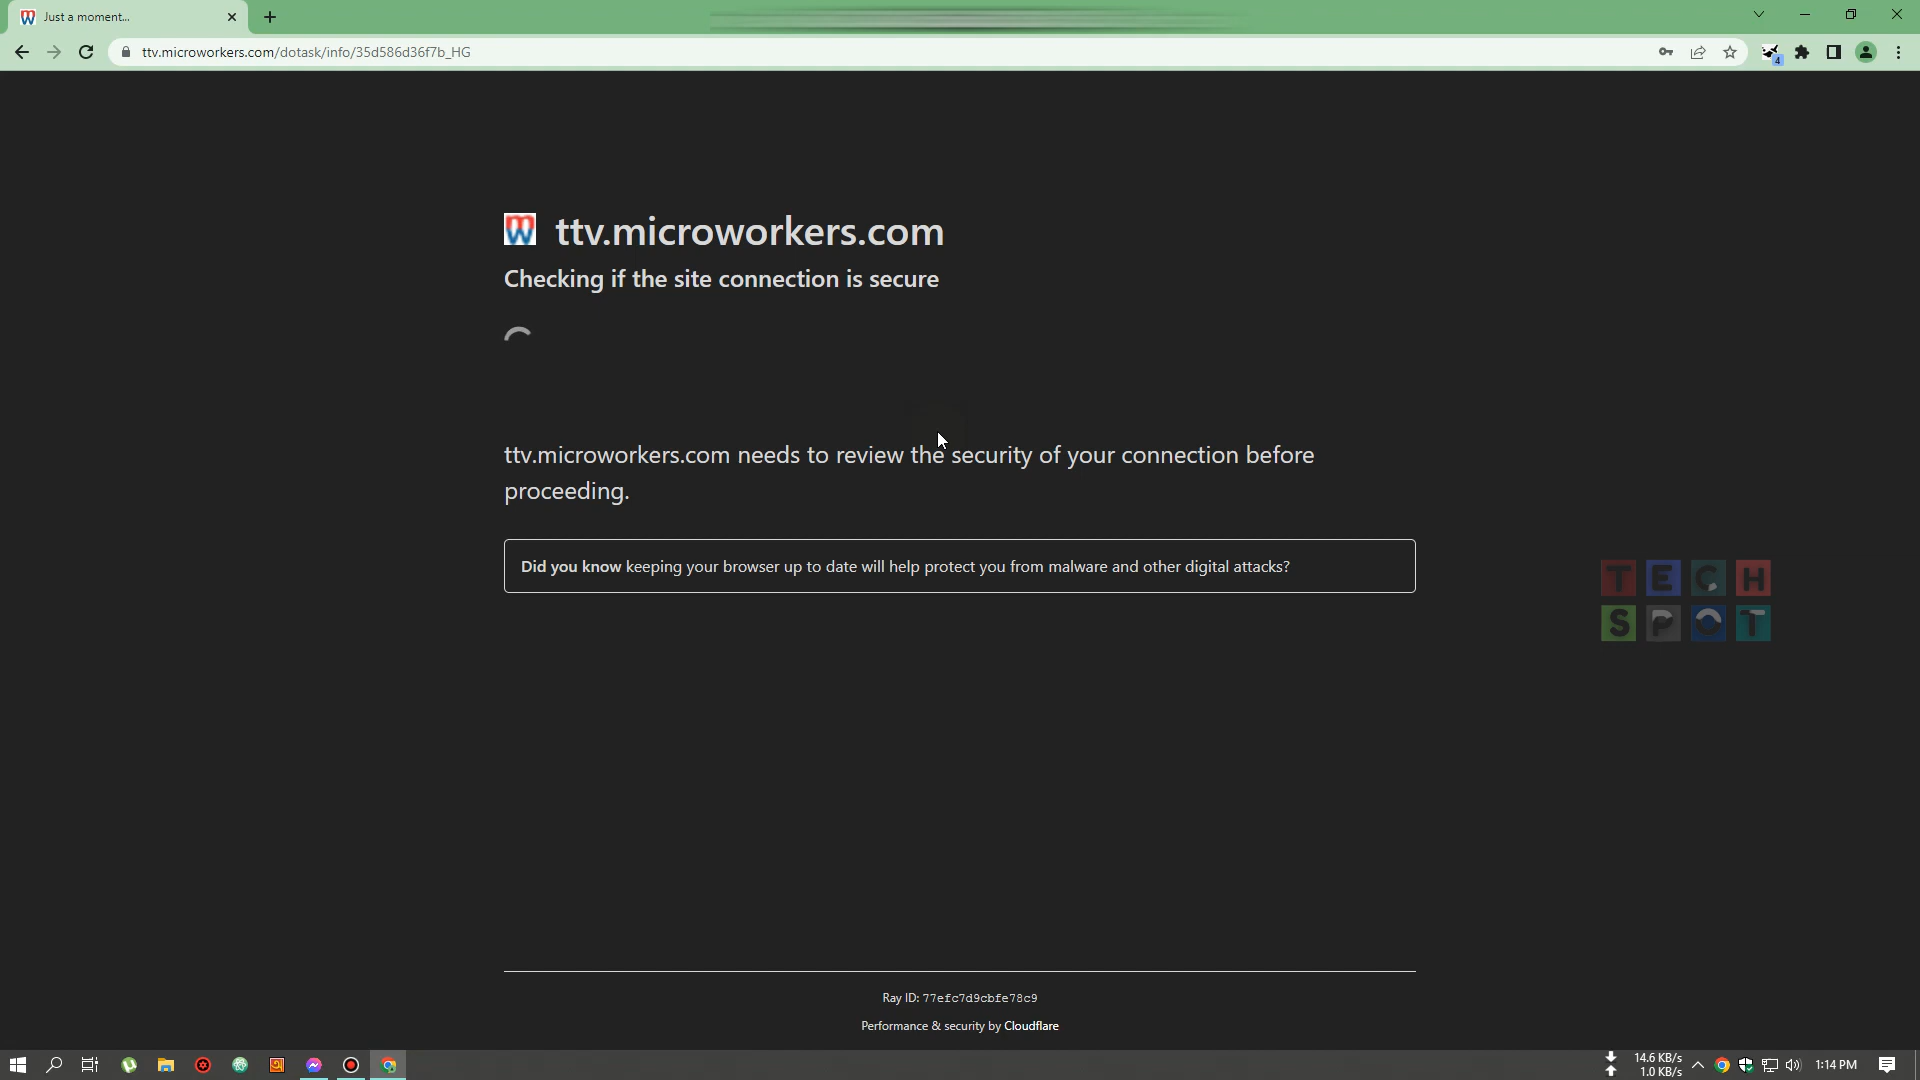 Just a moment...
ttv.microworkers.com/dotask/info/35d586d36f7b_HG
4
W ttv.microworkers.com
Checking if the site connection is secure
ttv.microworkers.com needs to review the security of your connection before
proceeding.
Did you know keeping your browser up to date will help protect you from malware and other digital attacks?
TECH
SPOT
Ray ID: 77efc7d9cbfe78c9
Performance & security by Cloudflare
14.6 KB/s
1.0 KB/s
1:14 PM